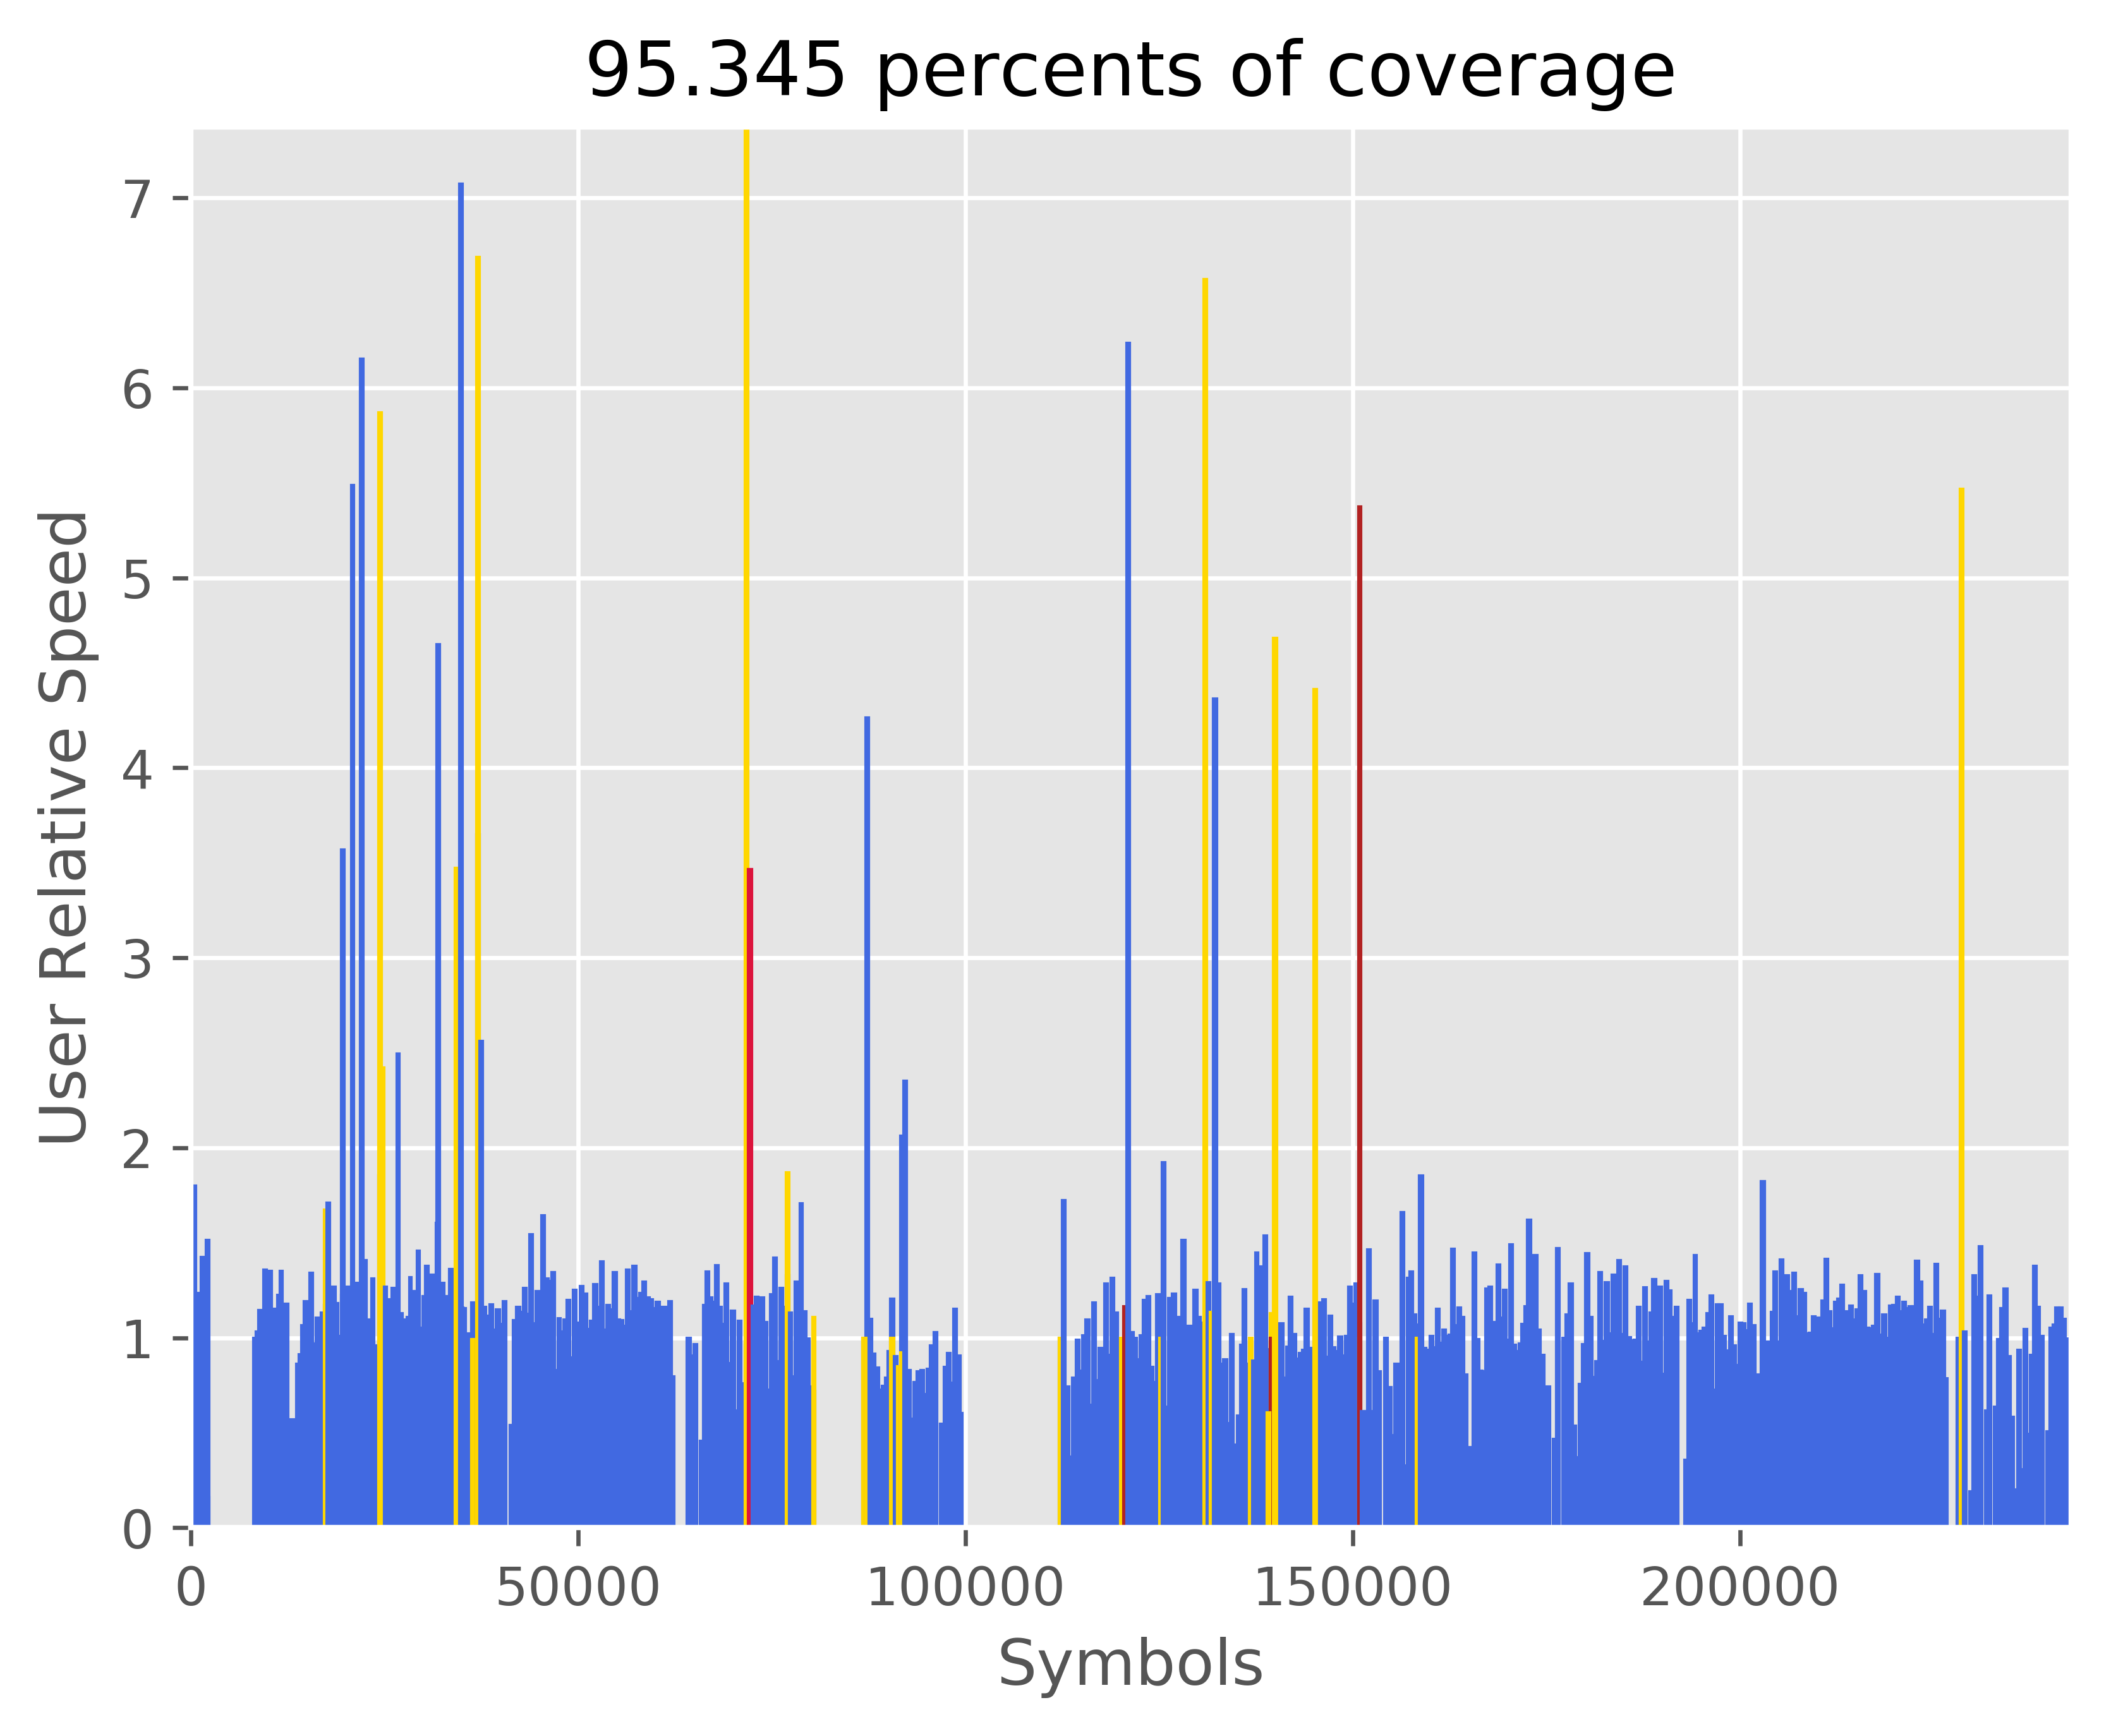 95.345 percents of coverage
7
6
5
4
3
2
1
0
User Relative Speed
0 50000 100000 150000 200000
Symbols